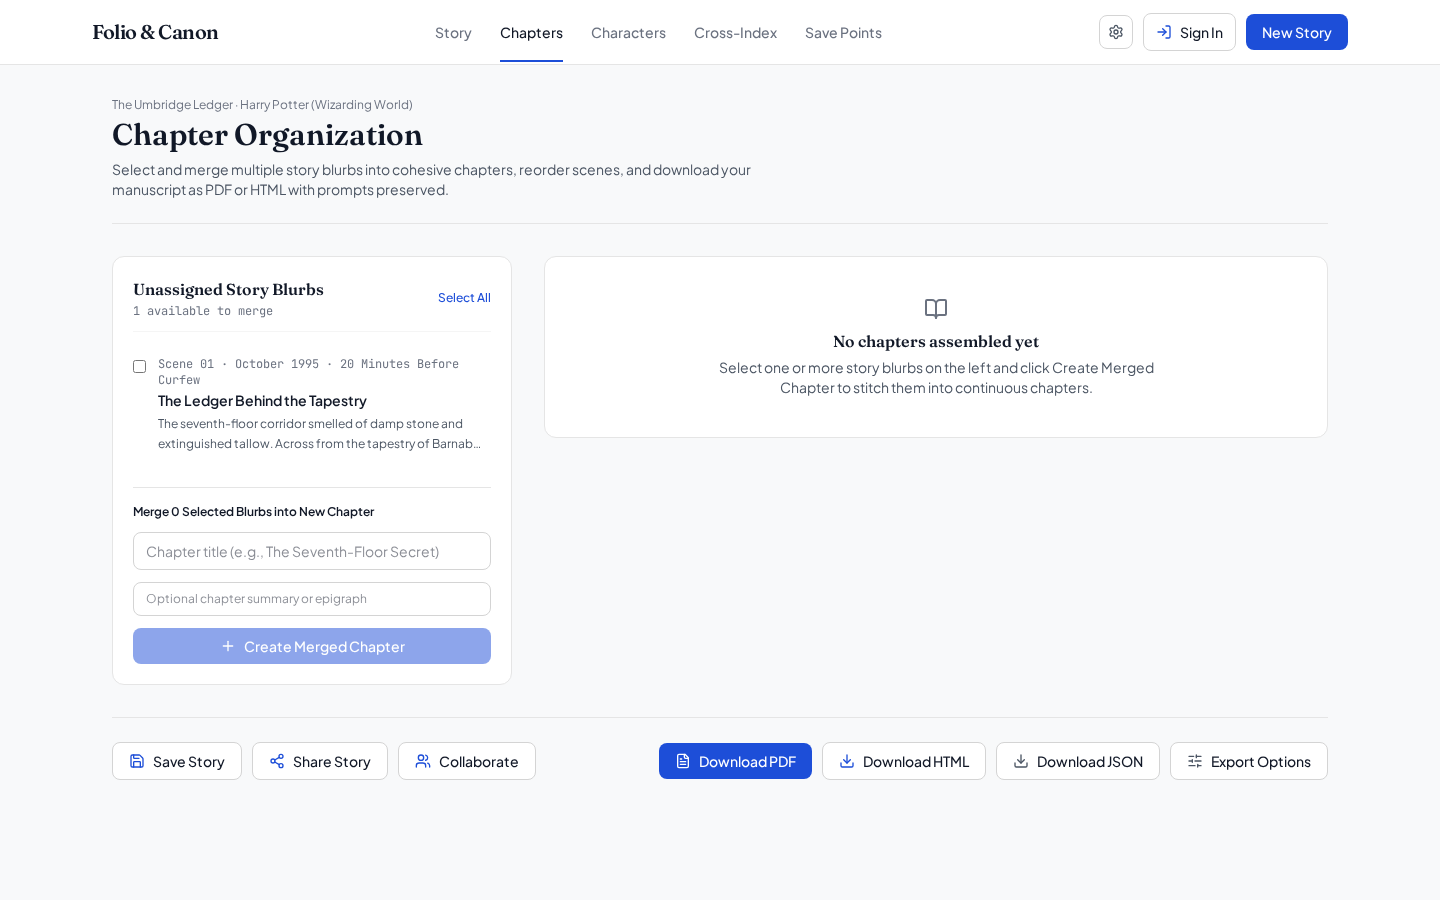 Folio & Canon
Story
Chapters
Characters
Cross-Index
Save Points
Sign In
New Story
The Umbridge Ledger · Harry Potter (Wizarding World)
Chapter Organization
Select and merge multiple story blurbs into cohesive chapters, reorder scenes, and download your
manuscript as PDF or HTML with prompts preserved.
Unassigned Story Blurbs
1 available to merge
Select All
Scene 01 · October 1995 · 20 Minutes Before
Curfew
The Ledger Behind the Tapestry
The seventh-floor corridor smelled of damp stone and
extinguished tallow. Across from the tapestry of Barnab…
Merge 0 Selected Blurbs into New Chapter
Chapter title (e.g., The Seventh-Floor Secret)
Optional chapter summary or epigraph
Create Merged Chapter
No chapters assembled yet
Select one or more story blurbs on the left and click Create Merged
Chapter to stitch them into continuous chapters.
Save Story
Share Story
Collaborate
Download PDF
Download HTML
Download JSON
Export Options